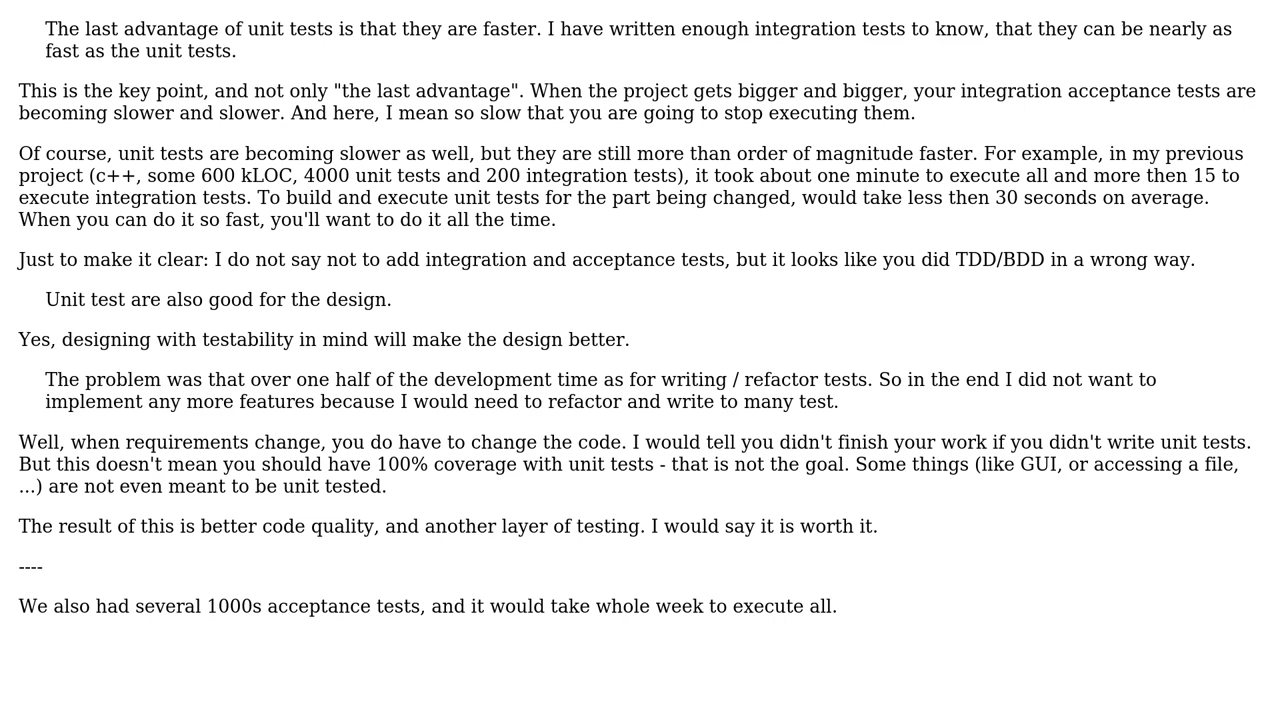 The last advantage of unit tests is that they are faster. I have written enough integration tests to know, that they can be nearly as
fast as the unit tests.
This is the key point, and not only "the last advantage". When the project gets bigger and bigger, your integration acceptance tests are
becoming slower and slower. And here, I mean so slow that you are going to stop executing them.
Of course, unit tests are becoming slower as well, but they are still more than order of magnitude faster. For example, in my previous
project (c++, some 600 kLOC, 4000 unit tests and 200 integration tests), it took about one minute to execute all and more then 15 to
execute integration tests. To build and execute unit tests for the part being changed, would take less then 30 seconds on average.
When you can do it so fast, you'll want to do it all the time.
Just to make it clear: I do not say not to add integration and acceptance tests, but it looks like you did TDD/BDD in a wrong way.
Unit test are also good for the design.
Yes, designing with testability in mind will make the design better.
The problem was that over one half of the development time as for writing / refactor tests. So in the end I did not want to
implement any more features because I would need to refactor and write to many test.
Well, when requirements change, you do have to change the code. I would tell you didn't finish your work if you didn't write unit tests.
But this doesn't mean you should have 100% coverage with unit tests - that is not the goal. Some things (like GUI, or accessing a file,
...) are not even meant to be unit tested.
The result of this is better code quality, and another layer of testing. I would say it is worth it.
----
We also had several 1000s acceptance tests, and it would take whole week to execute all.